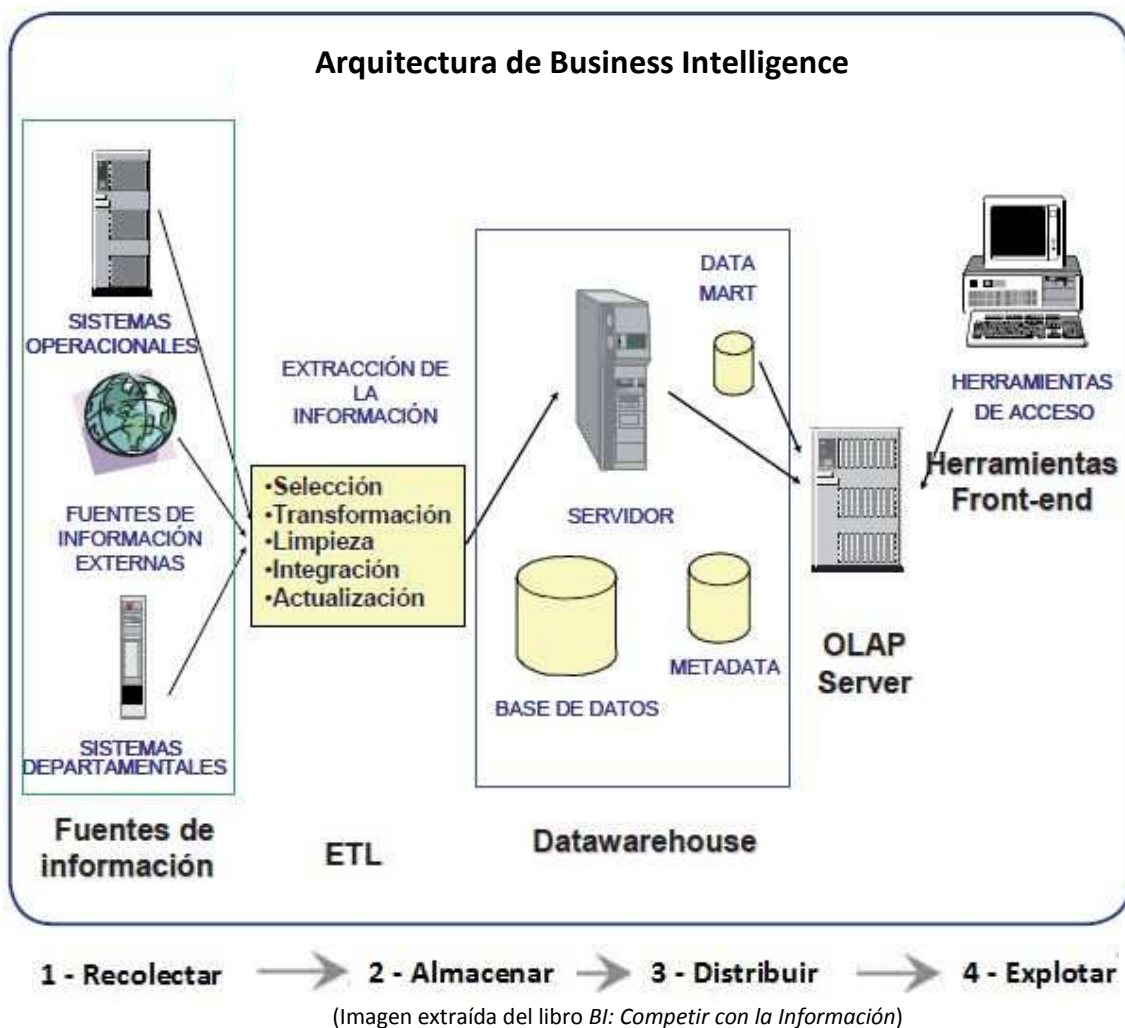 Arquitectura de Business Intelligence
SISTEMAS
OPERACIONALES
FUENTES DE
INFORMACIÓN
EXTERNAS
SISTEMAS
DEPARTAMENTALES
Fuentes de
información
EXTRACCIÓN DE
LA
INFORMACIÓN
•Selección
•Transformación
•Limpieza
•Integración
•Actualización
ETL
DATA
MART
SERVIDOR
BASE DE DATOS
METADATA
Datawarehouse
OLAP
Server
HERRAMIENTAS
DE ACCESO
Herramientas
Front-end
1 - Recolectar
2 - Almacenar
3 - Distribuir
4 - Explotar
(Imagen extraída del libro BI: Competir con la Información)